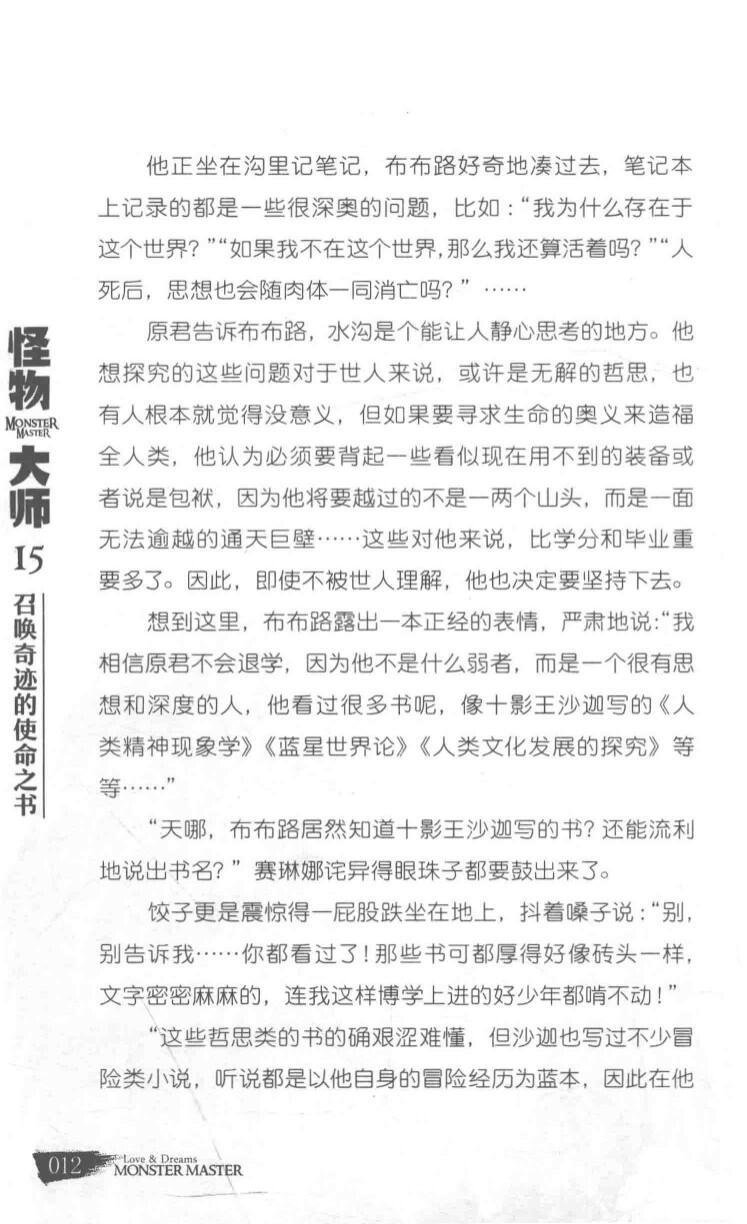 他正坐在沟里记笔记，布布路好奇地凑过去，笔记本
上记录的都是一些很深奥的问题，比如：“我为什么存在于
这个世界？”“如果我不在这个世界，那么我还算活着吗？”“人
死后，思想也会随肉体一同消亡吗？” ……
原君告诉布布路，水沟是个能让人静心思考的地方。他
想探究的这些问题对于世人来说，或许是无解的哲思，也
有人根本就觉得没意义，但如果要寻求生命的奥义来造福
全人类，他认为必须要背起一些看似现在用不到的装备或
者说是包袱，因为他将要越过的不是一两个山头，而是一面
无法逾越的通天巨壁……这些对他来说，比学分和毕业重
要多了。因此，即使不被世人理解，他也决定要坚持下去。
想到这里，布布路露出一本正经的表情，严肃地说：“我
相信原君不会退学，因为他不是什么弱者，而是一个很有思
想和深度的人，他看过很多书呢，像十影王沙迦写的《人
类精神现象学》《蓝星世界论》《人类文化发展的探究》等
等……”
“天哪，布布路居然知道十影王沙迦写的书？还能流利
地说出书名？” 赛琳娜诧异得眼珠子都要鼓出来了。
饺子更是震惊得一屁股跌坐在地上，抖着嗓子说：“别，
别告诉我……你都看过了！那些书可都厚得好像砖头一样，
文字密密麻麻的，连我这样博学上进的好少年都啃不动！”
“这些哲思类的书的确艰涩难懂，但沙迦也写过不少冒
险类小说，听说都是以他自身的冒险经历为蓝本，因此在他
怪物
MONSTER
MASTER
大师
15
召唤奇迹的使命之书
012
Love & Dreams
MONSTER MASTER